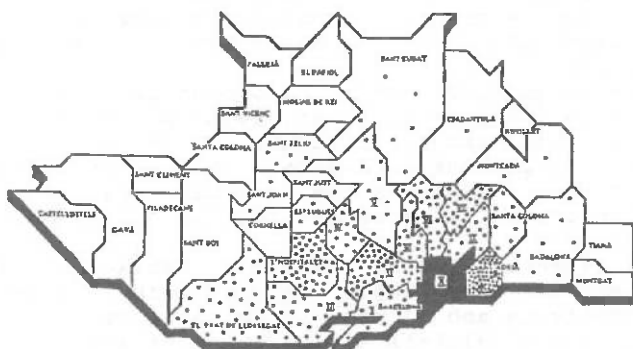 PALLEJÀ
EL PAPIOL
SANT CUGAT
SANT VICENÇ
MOLINS DE REI
CERDANYOLA
RIPOLLET
SANTA COLOMA
SANT FELIU
MONTCADA
SANT CLIMENT
SANT JOAN
SANT JUST
V
CASTELLDEFELS
GAVÀ
VILADECANS
ESPLUGUES
SANTA COLOMA
CORNELLÀ
SANT BOI
L'HOSPITALET
BADALONA
TIANA
MONTGAT
X
BARCELONA
EL PRAT DE LLOBREGAT